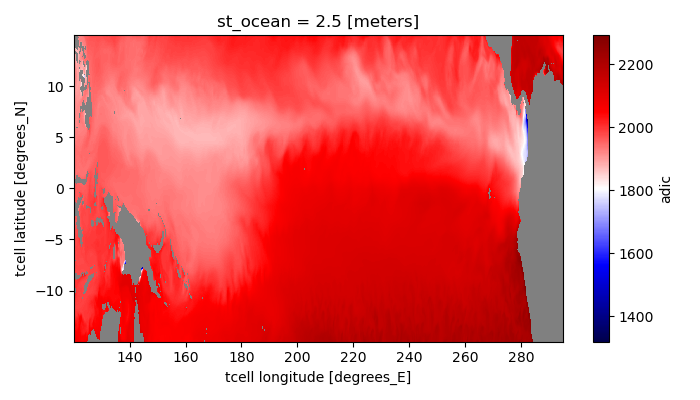 st_ocean = 2.5 [meters]
10
5
0
−5
−10
tcell latitude [degrees_N]
140 160 180 200 220 240 260 280
tcell longitude [degrees_E]
2200
2000
1800
1600
1400
adic